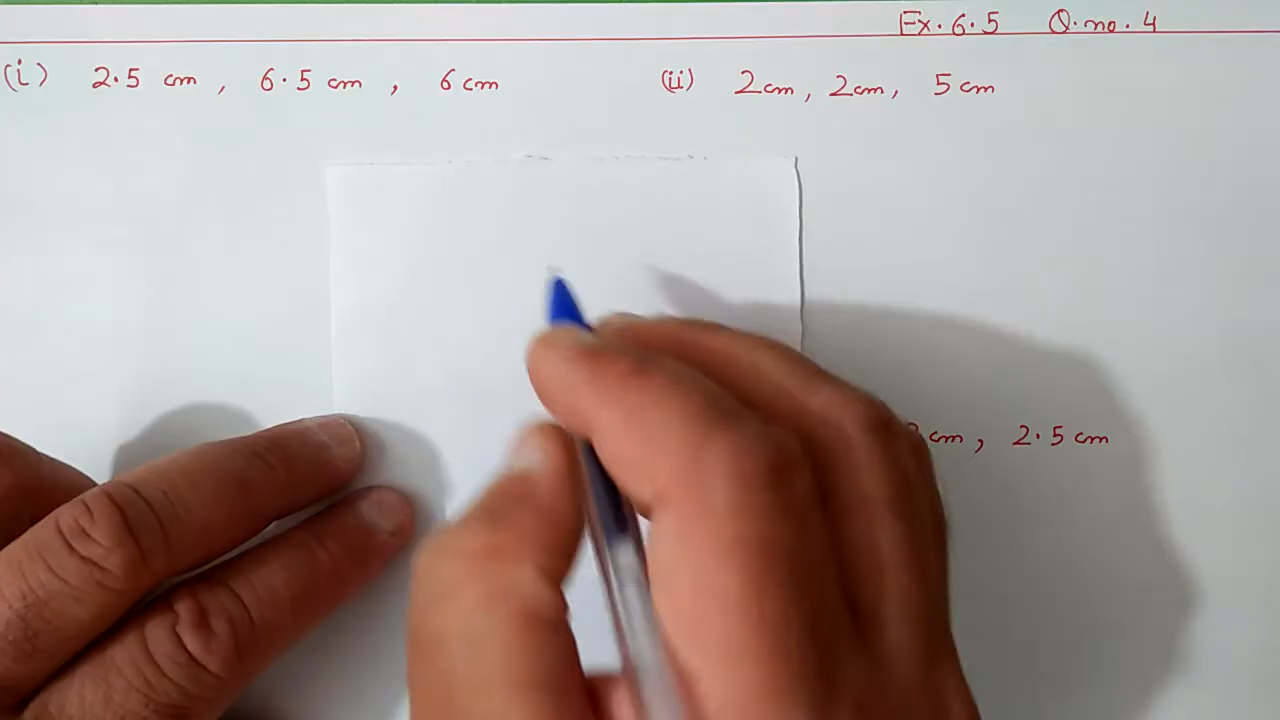 Ex. 6.5 Q. no. 4
(i) 2.5 cm, 6.5 cm, 6 cm (ii) 2 cm, 2 cm, 5 cm
cm, 2.5 cm